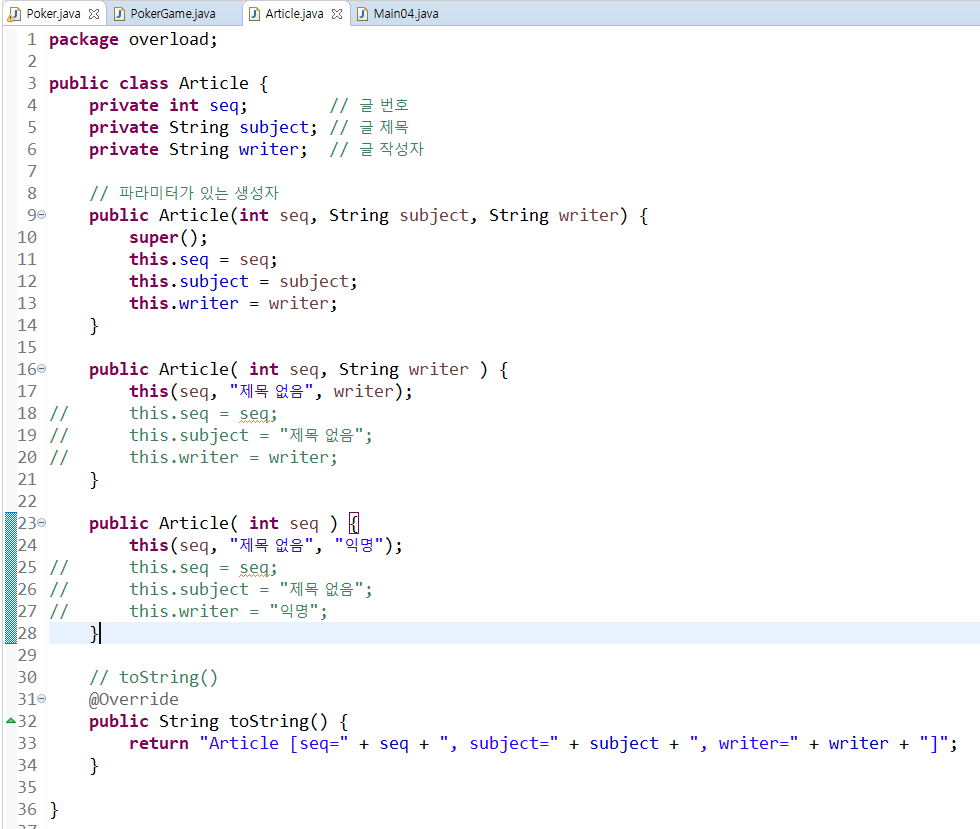 Poker.java PokerGame.java Article.java Main04.java
1 package overload;
2
3 public class Article {
4     private int seq;        // 글 번호
5     private String subject; // 글 제목
6     private String writer;  // 글 작성자
7
8     // 파라미터가 있는 생성자
9     public Article(int seq, String subject, String writer) {
10         super();
11         this.seq = seq;
12         this.subject = subject;
13         this.writer = writer;
14     }
15
16     public Article( int seq, String writer ) {
17         this(seq, "제목 없음", writer);
18 //      this.seq = seq;
19 //      this.subject = "제목 없음";
20 //      this.writer = writer;
21     }
22
23     public Article( int seq ) {
24         this(seq, "제목 없음", "익명");
25 //      this.seq = seq;
26 //      this.subject = "제목 없음";
27 //      this.writer = "익명";
28     }
29
30     // toString()
31     @Override
32     public String toString() {
33         return "Article [seq=" + seq + ", subject=" + subject + ", writer=" + writer + "]";
34     }
35
36 }
37